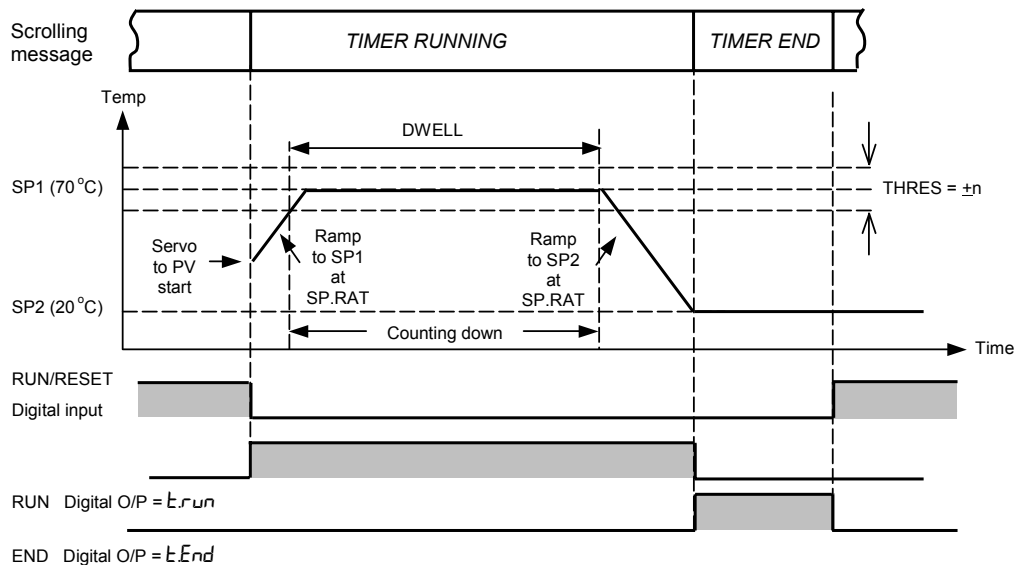 Scrolling
message
TIMER RUNNING
TIMER END
Temp
DWELL
SP1 (70 °C)
THRES = ±n
Servo
to PV
start
Ramp
to SP1
at
SP.RAT
Ramp
to SP2
at
SP.RAT
SP2 (20 °C)
Counting down
Time
RUN/RESET
Digital input
RUN Digital O/P = t.run
END Digital O/P = t.End